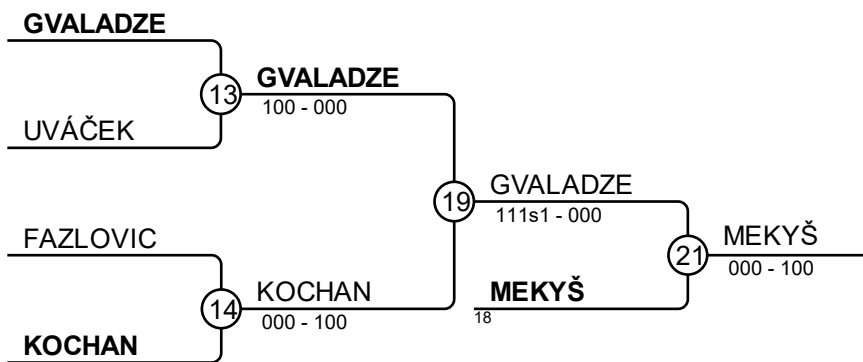 GVALADZE
13
GVALADZE
100 - 000
UVÁČEK
19
GVALADZE
111s1 - 000
FAZLOVIC
14
KOCHAN
000 - 100
KOCHAN
MEKYŠ
18
21
MEKYŠ
000 - 100